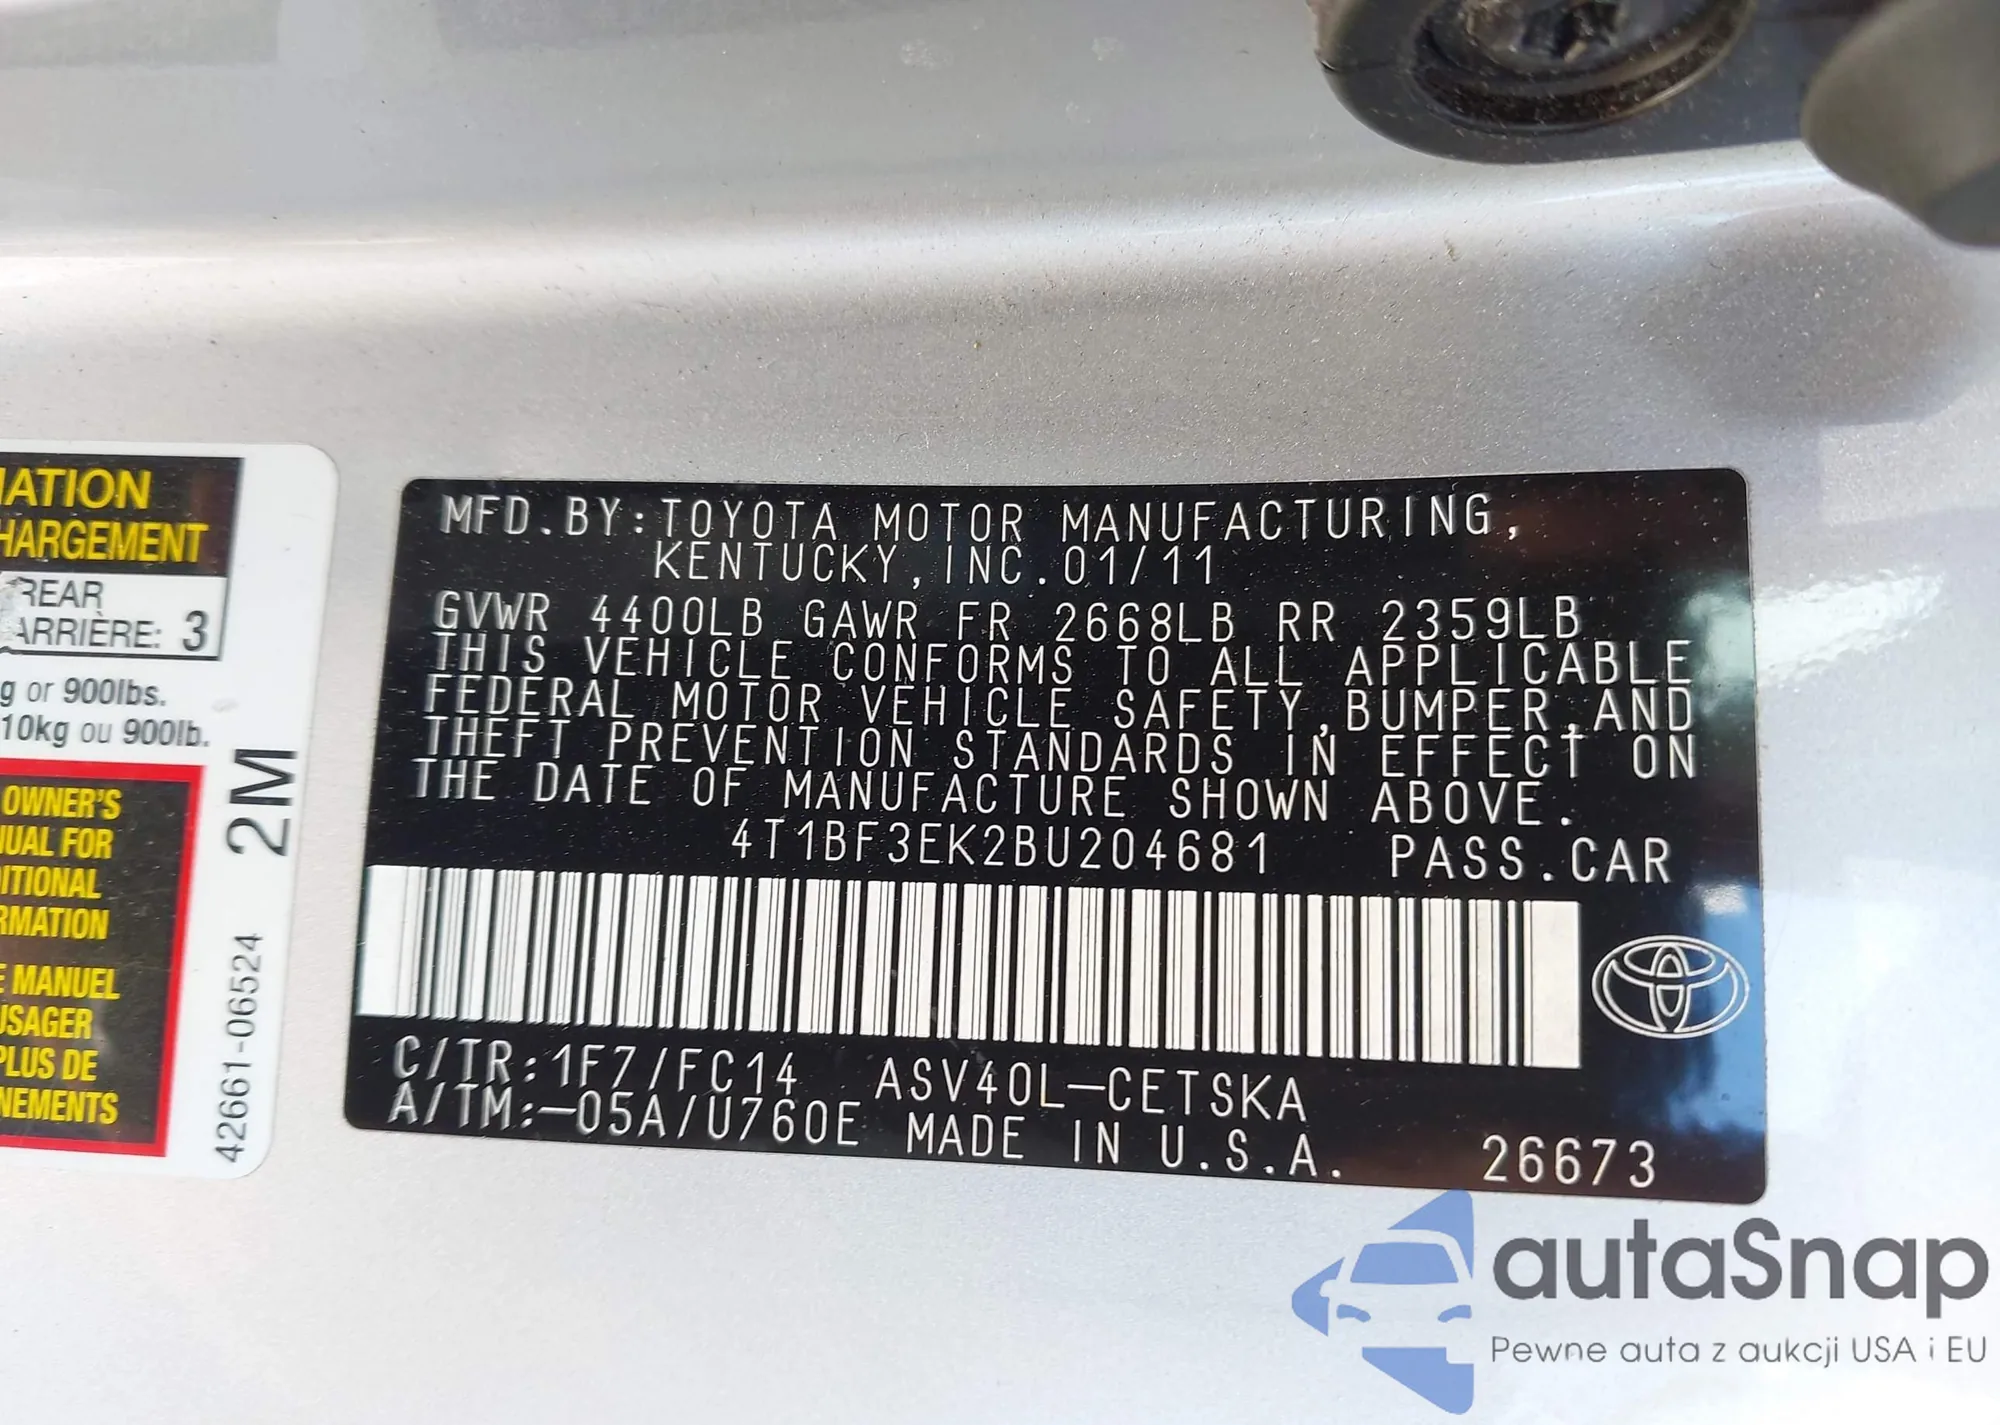 IATION
HARGEMENT
REAR
ARRIÈRE: 3
g or 900lbs.
10kg ou 900lb.
OWNER'S
UAL FOR
ITIONAL
RMATION
E MANUEL
USAGER
PLUS DE
NEMENTS
2M
42661-06524
MFD.BY:TOYOTA MOTOR MANUFACTURING,
KENTUCKY,INC.01/11
GVWR 4400LB GAWR FR 2668LB RR 2359LB
THIS VEHICLE CONFORMS TO ALL APPLICABLE
FEDERAL MOTOR VEHICLE SAFETY,BUMPER,AND
THEFT PREVENTION STANDARDS IN EFFECT ON
THE DATE OF MANUFACTURE SHOWN ABOVE.
4T1BF3EK2BU204681 PASS.CAR
C/TR:1F7/FC14 ASV40L-CETSKA
A/TM:-05A/U760E MADE IN U.S.A. 26673
autaSnap
Pewne auta z aukcji USA i EU